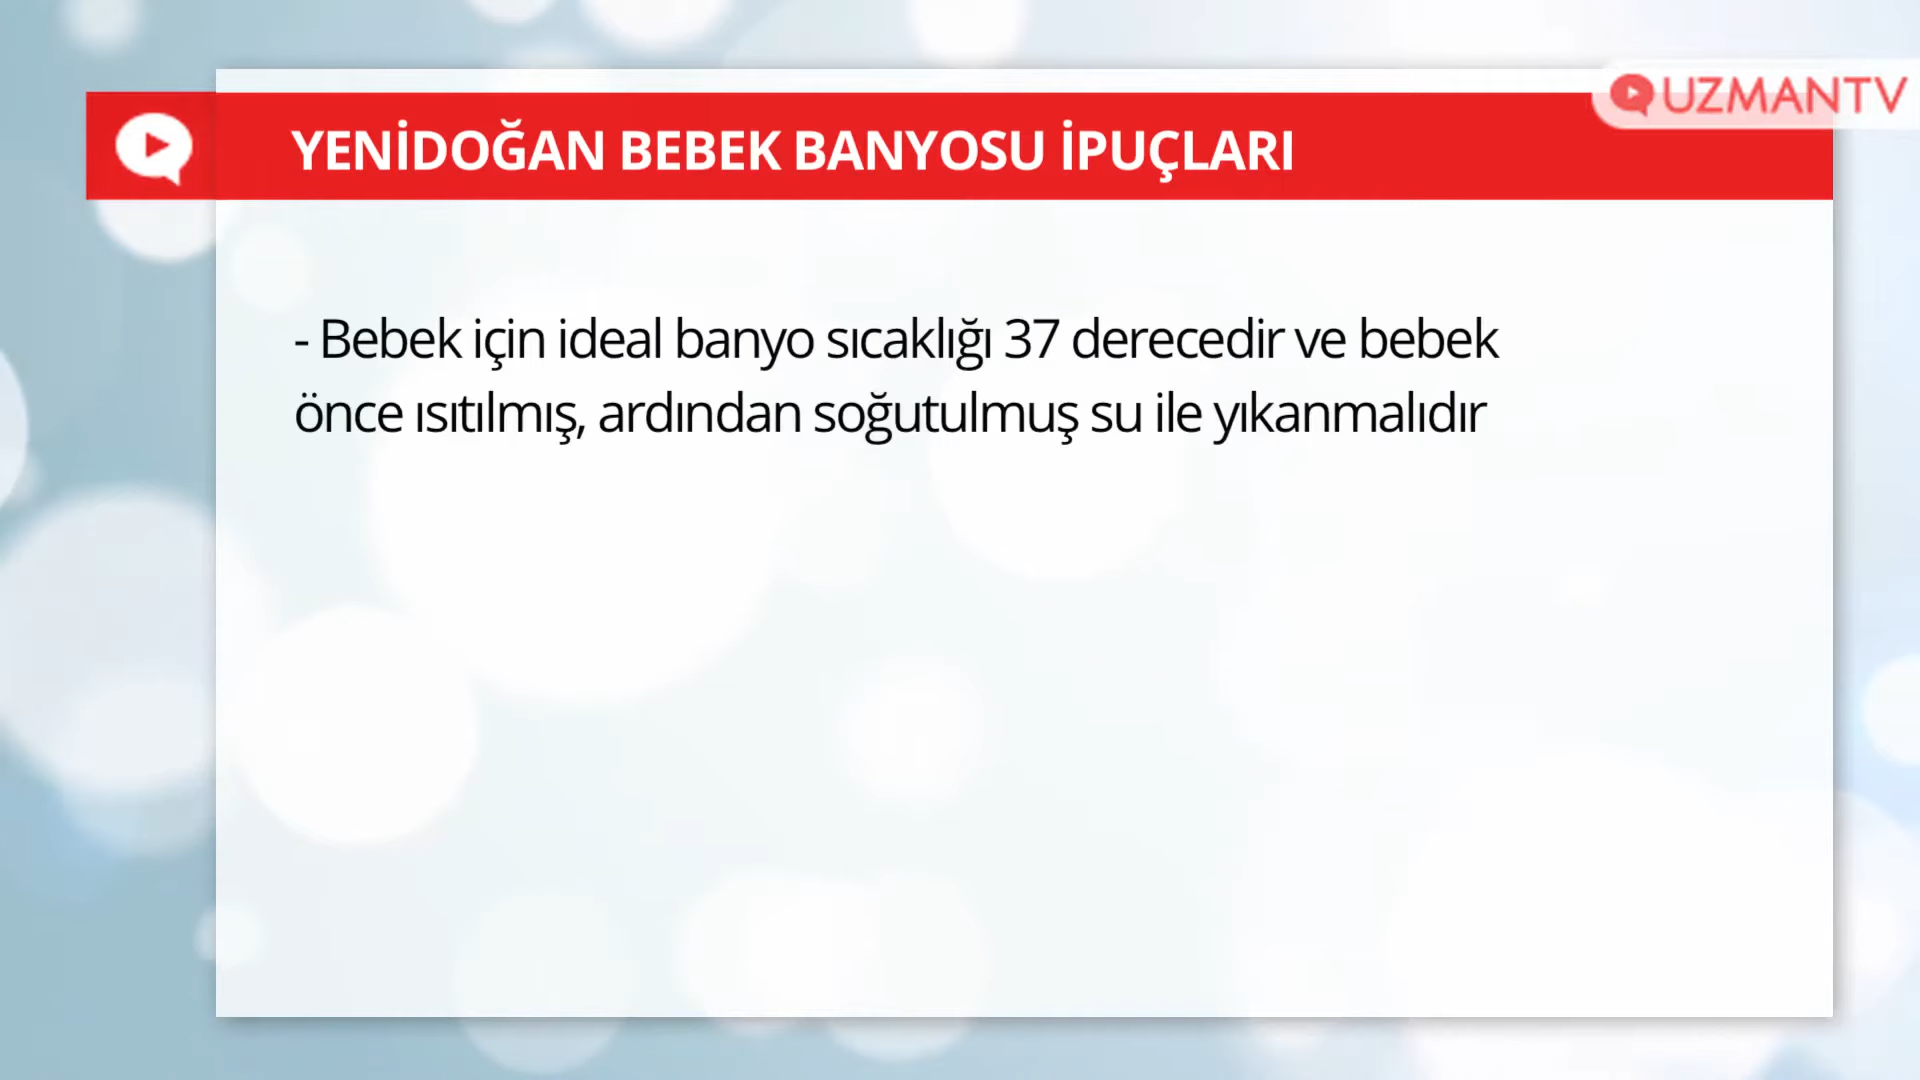 UZMANTV
YENİDOĞAN BEBEK BANYOSU İPUÇLARI
- Bebek için ideal banyo sıcaklığı 37 derecedir ve bebek
önce ısıtılmış, ardından soğutulmuş su ile yıkanmalıdır